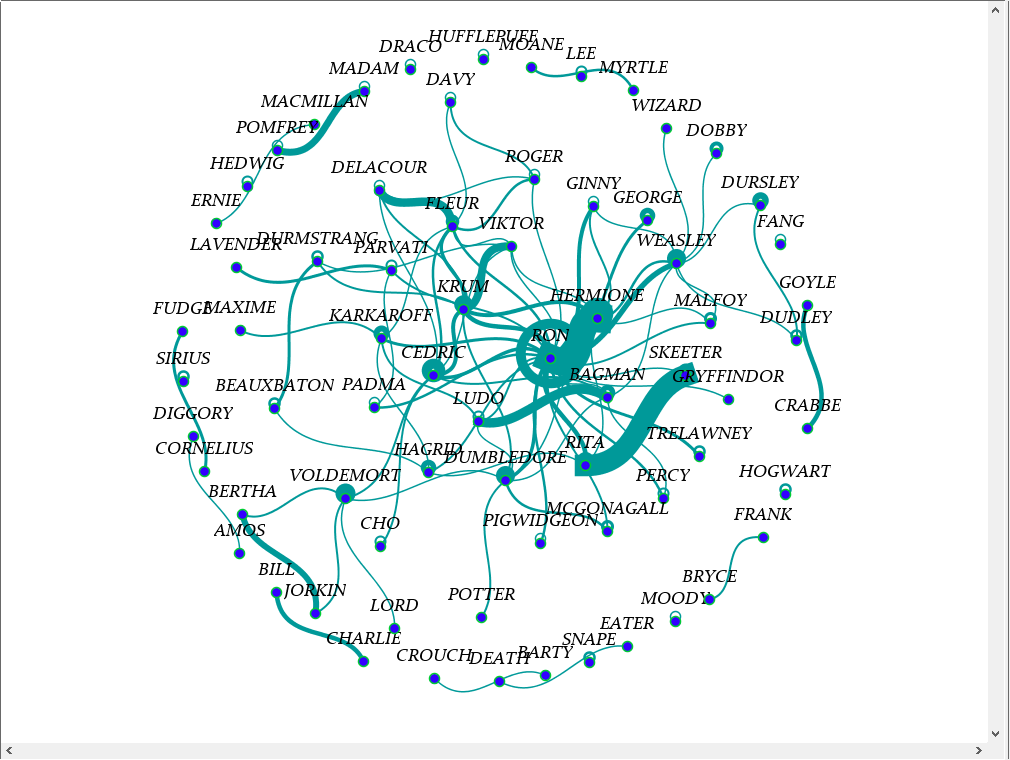 HUFFLEPUFF
MOANE
DRACO
LEE
MADAM
MYRTLE
DAVY
MACMILLAN
WIZARD
POMFREY
DOBBY
ROGER
HEDWIG
DELACOUR
GINNY
DURSLEY
GEORGE
ERNIE
FLEUR
FANG
VIKTOR
LAVENDER
DURMSTRANG
PARVATI
WEASLEY
GOYLE
KRUM
HERMIONE
MALFOY
FUDGE
MAXIME
KARKAROFF
DUDLEY
RON
SIRIUS
CEDRIC
SKEETER
BAGMAN
GRYFFINDOR
BEAUXBATON
PADMA
LUDO
CRABBE
DIGGORY
TRELAWNEY
CORNELIUS
HAGRID
RITA
DUMBLEDORE
VOLDEMORT
PERCY
HOGWART
BERTHA
MCGONAGALL
FRANK
AMOS
CHO
PIGWIDGEON
BILL
BRYCE
JORKIN
POTTER
MOODY
LORD
EATER
CHARLIE
SNAPE
CROUCH
DEATH
BARTY